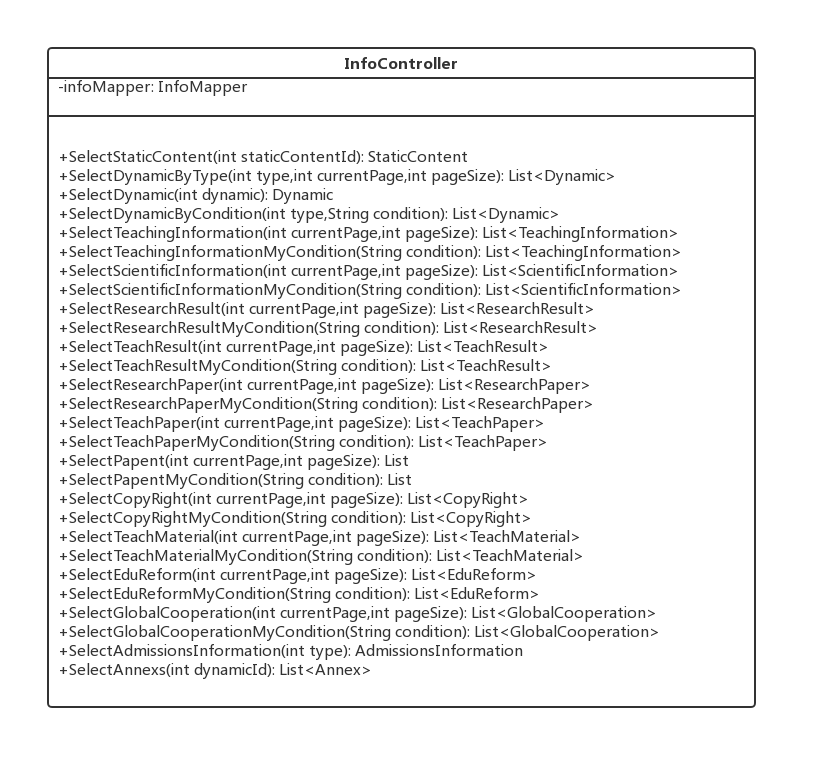 InfoController
-infoMapper: InfoMapper
+SelectStaticContent(int staticContentId): StaticContent
+SelectDynamicByType(int type,int currentPage,int pageSize): List<Dynamic>
+SelectDynamic(int dynamic): Dynamic
+SelectDynamicByCondition(int type,String condition): List<Dynamic>
+SelectTeachingInformation(int currentPage,int pageSize): List<TeachingInformation>
+SelectTeachingInformationMyCondition(String condition): List<TeachingInformation>
+SelectScientificInformation(int currentPage,int pageSize): List<ScientificInformation>
+SelectScientificInformationMyCondition(String condition): List<ScientificInformation>
+SelectResearchResult(int currentPage,int pageSize): List<ResearchResult>
+SelectResearchResultMyCondition(String condition): List<ResearchResult>
+SelectTeachResult(int currentPage,int pageSize): List<TeachResult>
+SelectTeachResultMyCondition(String condition): List<TeachResult>
+SelectResearchPaper(int currentPage,int pageSize): List<ResearchPaper>
+SelectResearchPaperMyCondition(String condition): List<ResearchPaper>
+SelectTeachPaper(int currentPage,int pageSize): List<TeachPaper>
+SelectTeachPaperMyCondition(String condition): List<TeachPaper>
+SelectPapent(int currentPage,int pageSize): List
+SelectPapentMyCondition(String condition): List
+SelectCopyRight(int currentPage,int pageSize): List<CopyRight>
+SelectCopyRightMyCondition(String condition): List<CopyRight>
+SelectTeachMaterial(int currentPage,int pageSize): List<TeachMaterial>
+SelectTeachMaterialMyCondition(String condition): List<TeachMaterial>
+SelectEduReform(int currentPage,int pageSize): List<EduReform>
+SelectEduReformMyCondition(String condition): List<EduReform>
+SelectGlobalCooperation(int currentPage,int pageSize): List<GlobalCooperation>
+SelectGlobalCooperationMyCondition(String condition): List<GlobalCooperation>
+SelectAdmissionsInformation(int type): AdmissionsInformation
+SelectAnnexs(int dynamicId): List<Annex>